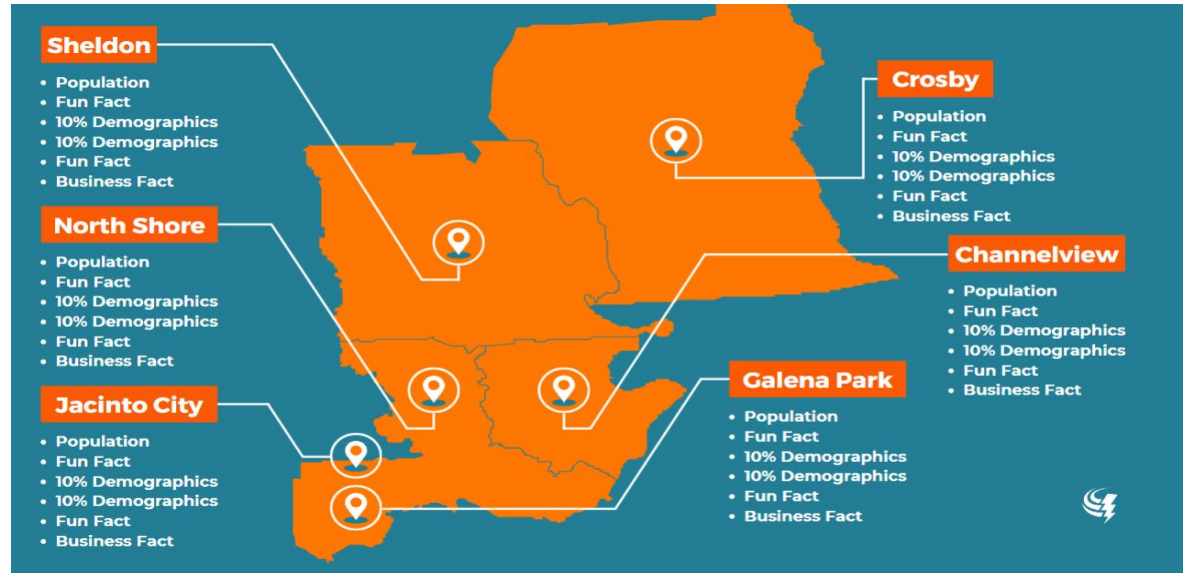 Sheldon
• Population
• Fun Fact
• 10% Demographics
• 10% Demographics
• Fun Fact
• Business Fact
North Shore
• Population
• Fun Fact
• 10% Demographics
• 10% Demographics
• Fun Fact
• Business Fact
Jacinto City
• Population
• Fun Fact
• 10% Demographics
• 10% Demographics
• Fun Fact
• Business Fact
Crosby
• Population
• Fun Fact
• 10% Demographics
• 10% Demographics
• Fun Fact
• Business Fact
Channelview
• Population
• Fun Fact
• 10% Demographics
• 10% Demographics
• Fun Fact
• Business Fact
Galena Park
• Population
• Fun Fact
• 10% Demographics
• 10% Demographics
• Fun Fact
• Business Fact